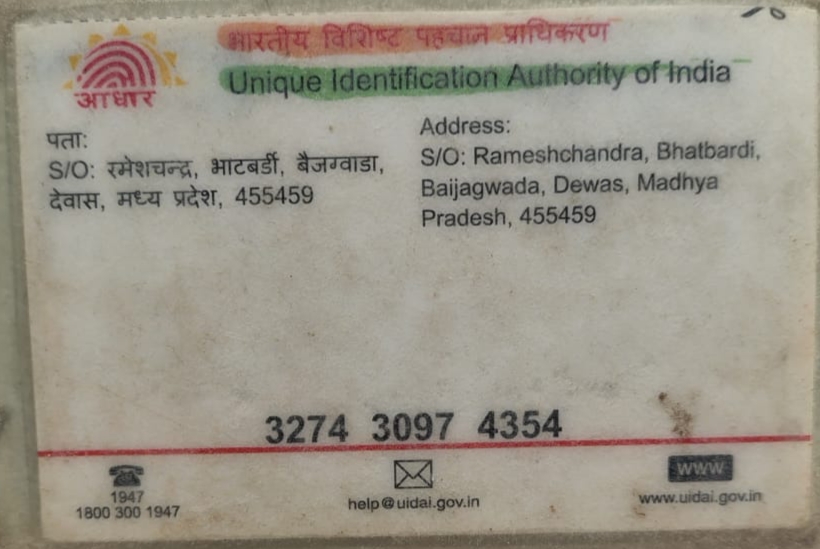 भारतीय विशिष्ट पहचान प्राधिकरण
Unique Identification Authority of India
आधार
पता:
S/O: रमेशचन्द्र, भाटबर्डी, बैजग्वाडा,
देवास, मध्य प्रदेश, 455459
Address:
S/O: Rameshchandra, Bhatbardi,
Baijagwada, Dewas, Madhya
Pradesh, 455459
3274 3097 4354
1947
1800 300 1947
help@uidai.gov.in
www
www.uidai.gov.in